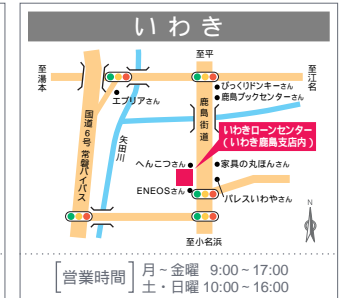 いわき
至平
至湯本
至江名
びっくりドンキーさん
エブリアさん
鹿島ブックセンターさん
鹿島街道
国道6号 常磐バイパス
矢田川
いわきローンセンター
(いわき鹿島支店内)
へんこつさん
家具の丸ほんさん
ENEOSさん
パレスいわやさん
N
至小名浜
営業時間
月~金曜 9:00~17:00
土・日曜 10:00~16:00